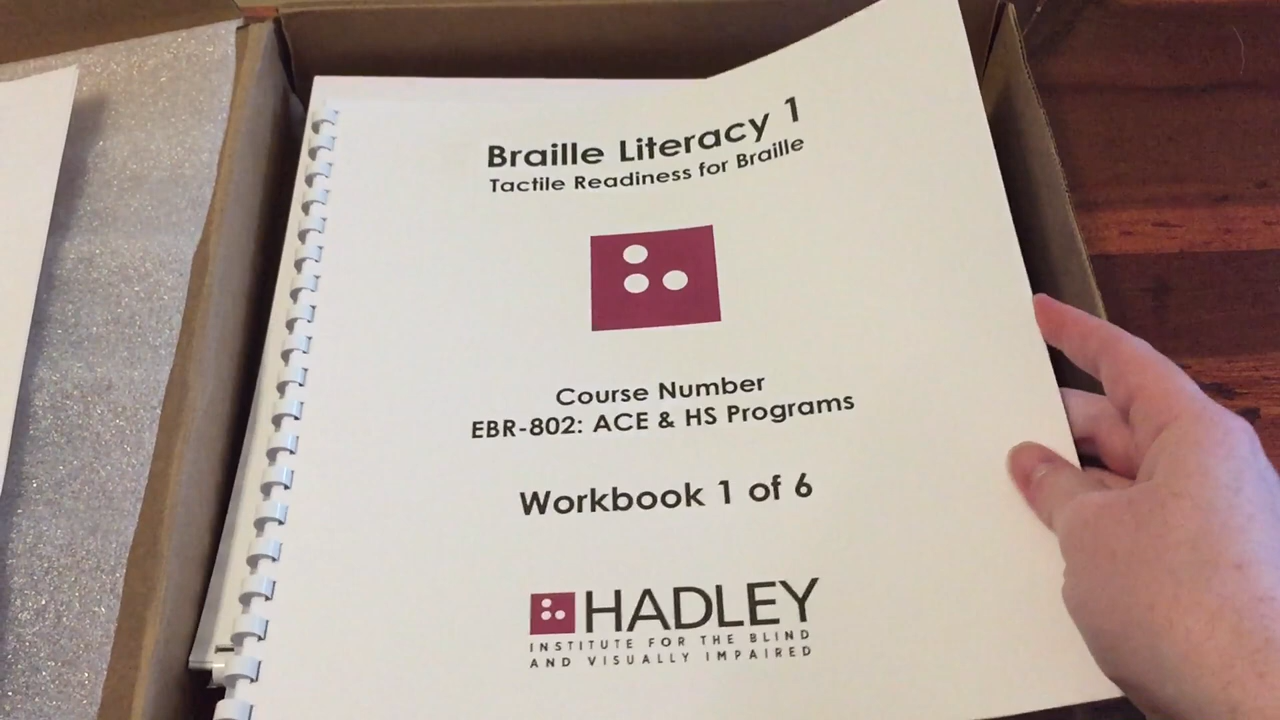 Braille Literacy 1
Tactile Readiness for Braille
Course Number
EBR-802: ACE & HS Programs
Workbook 1 of 6
HADLEY
INSTITUTE FOR THE BLIND
AND VISUALLY IMPAIRED